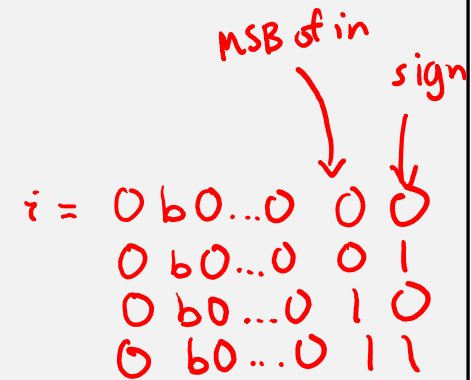 MSB of in
sign
i = 0b0...0 0 0
0b0...0 0 1
0b0...0 1 0
0b0...0 1 1